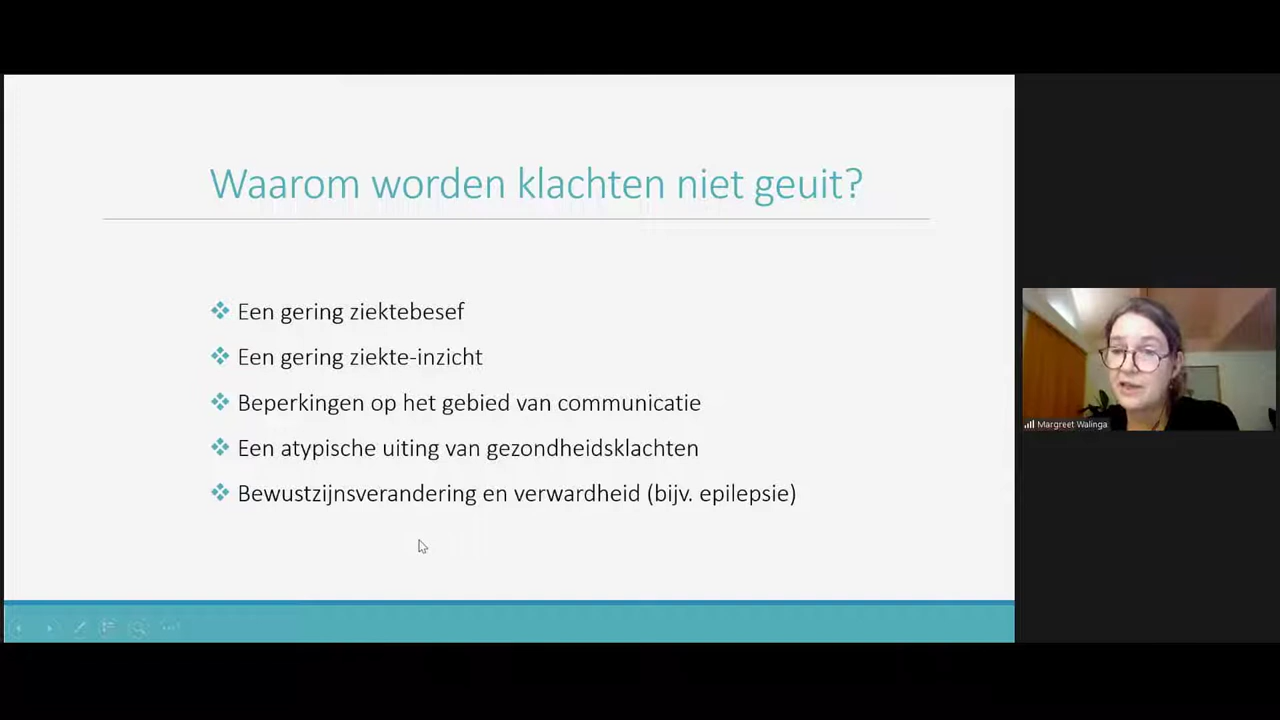 Waarom worden klachten niet geuit?
Een gering ziektebesef
Een gering ziekte-inzicht
Beperkingen op het gebied van communicatie
Een atypische uiting van gezondheidsklachten
Bewustzijnsverandering en verwardheid (bijv. epilepsie)
Margreet Walinga